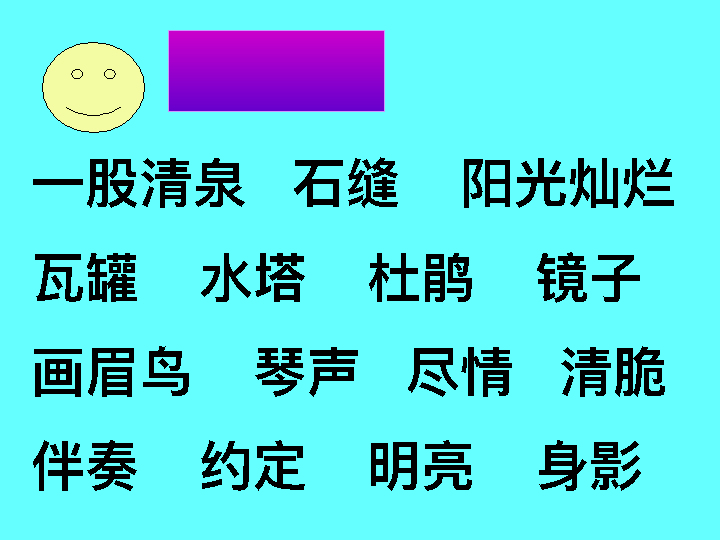 一股清泉 石缝 阳光灿烂
瓦罐 水塔 杜鹃 镜子
画眉鸟 琴声 尽情 清脆
伴奏 约定 明亮 身影